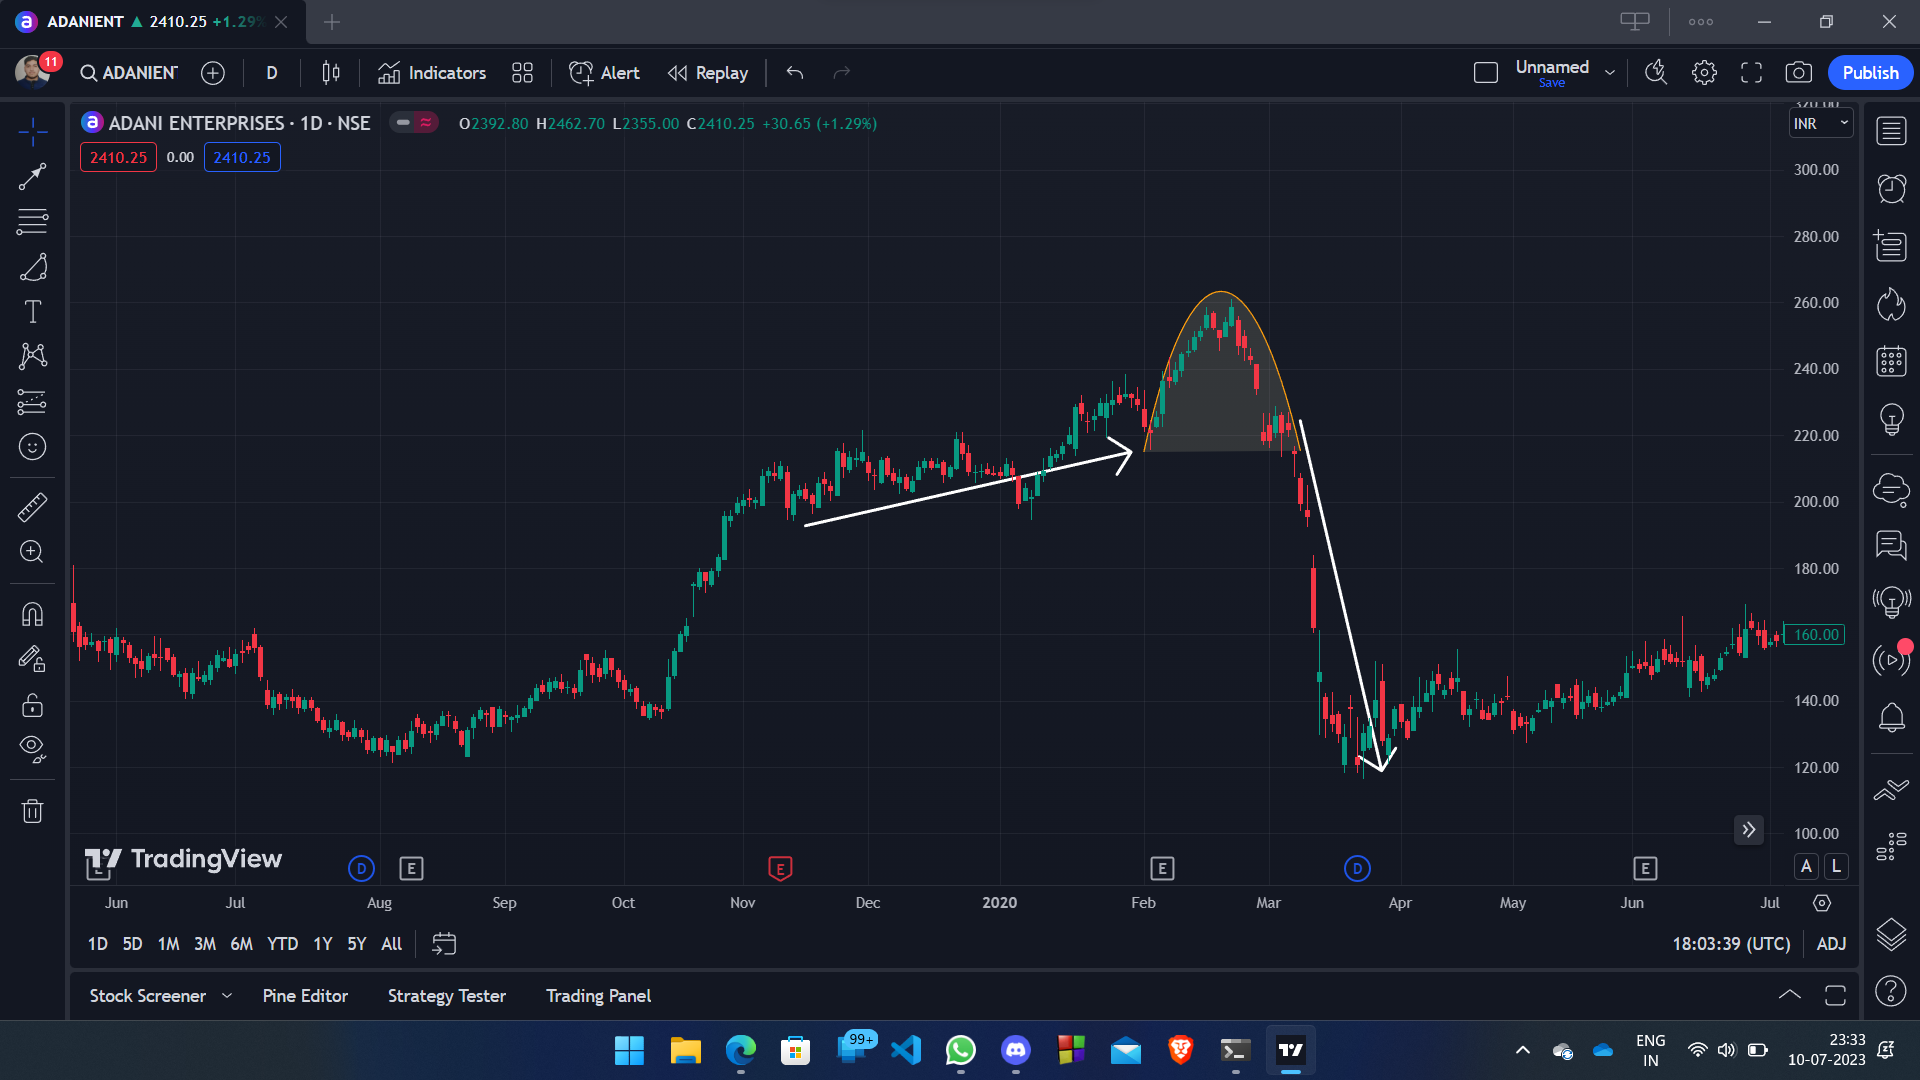 ADANIENT ▲ 2410.25 +1.29%
11
ADANIENT
D
Indicators
Alert
Replay
Unnamed
Save
Publish
ADANI ENTERPRISES · 1D · NSE
O2392.80 H2462.70 L2355.00 C2410.25 +30.65 (+1.29%)
2410.25 0.00 2410.25
INR
300.00
280.00
260.00
240.00
220.00
200.00
180.00
160.00
140.00
120.00
100.00
TradingView
D E E E D E
A L
Jun Jul Aug Sep Oct Nov Dec 2020 Feb Mar Apr May Jun Jul
1D 5D 1M 3M 6M YTD 1Y 5Y All
18:03:39 (UTC) ADJ
Stock Screener Pine Editor Strategy Tester Trading Panel
99+
ENG
IN
23:33
10-07-2023